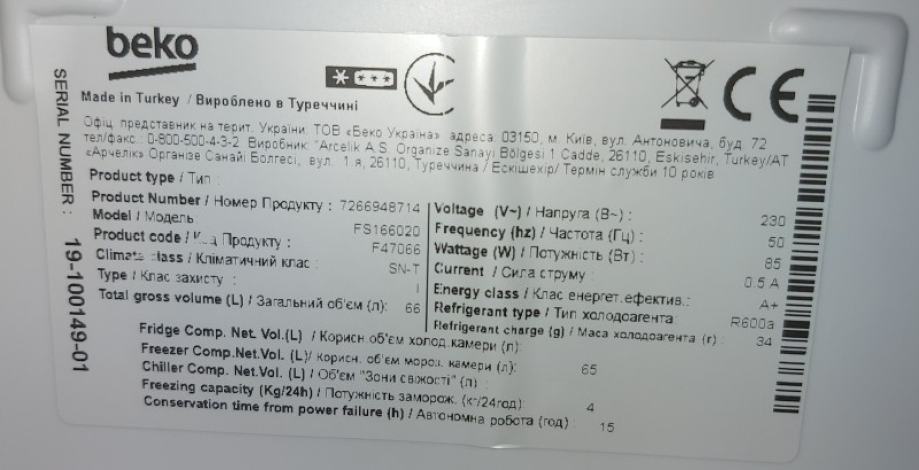 beko
Made in Turkey / Вироблено в Туреччині
Офіц. представник на терит. України: ТОВ «Беко Україна» адреса: 03150, м. Київ, вул. Антоновича, буд. 72
тел/факс.: 0-800-500-4-3-2 Виробник: "Arcelik A.S. Organize Sanayi Bölgesi 1 Cadde, 26110, Eskisehir, Turkey/АТ
«Арчелік» Організе Санайі Болгесі, вул. 1.я, 26110, Туреччина / Ескішехір/ Термін служби 10 років
SERIAL NUMBER : 19-100149-01
Product type / Тип :
Product Number / Номер Продукту : 7266948714
Model / Модель: FS166020
Product code / Продукту : F47066
Climate class / Кліматичний клас : SN-T
Type / Клас захисту : I
Total gross volume (L) / Загальний об'єм (л): 66
Voltage (V~) / Напруга (В~) : 230
Frequency (hz) / Частота (Гц) : 50
Wattage (W) / Потужність (Вт) : 85
Current / Сила струму : 0.5 A
Energy class / Клас енергет.ефектив.: A+
Refrigerant type / Тип холодоагента: R600a
Refrigerant charge (g) / Маса холодоагента (г): 34
Fridge Comp. Net. Vol.(L) / Корисн.об'єм холод.камери (л):
Freezer Comp.Net.Vol. (L)/ корисн. об'єм мороз. камери (л): 65
Chiller Comp. Net.Vol. (L) / Об'єм "Зони свіжості" (л) :
Freezing capacity (Kg/24h) / Потужність заморож. (кг/24год): 4
Conservation time from power failure (h) / Автономна робота (год) : 15
CE